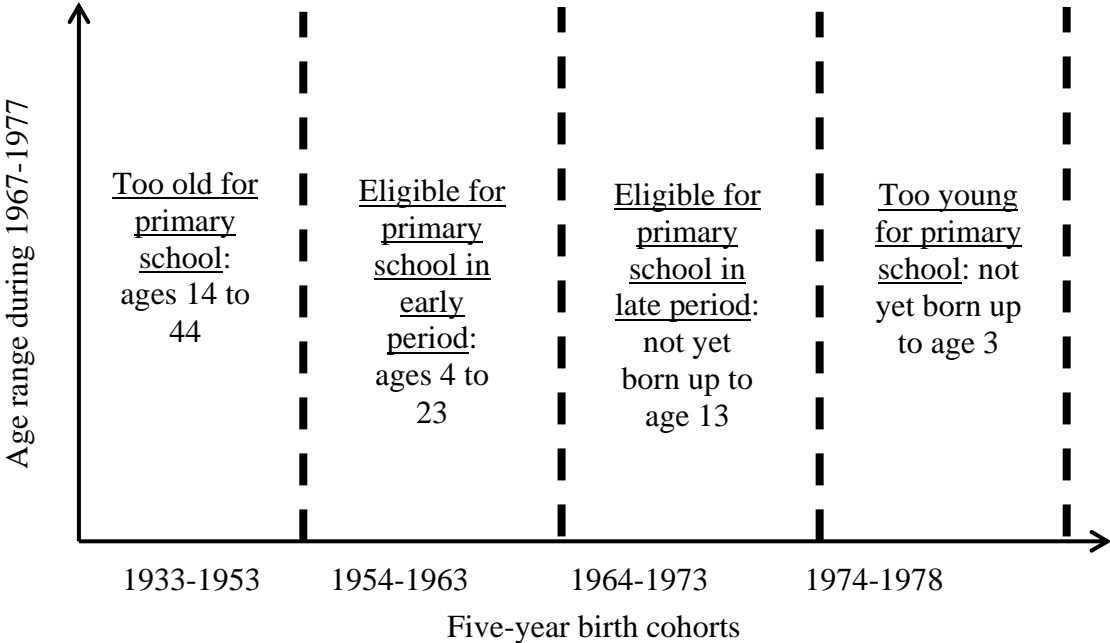 Age range during 1967-1977
Too old for
primary
school:
ages 14 to
44
Eligible for
primary
school in
early
period:
ages 4 to
23
Eligible for
primary
school in
late period:
not yet
born up to
age 13
Too young
for primary
school: not
yet born up
to age 3
1933-1953
1954-1963
1964-1973
1974-1978
Five-year birth cohorts